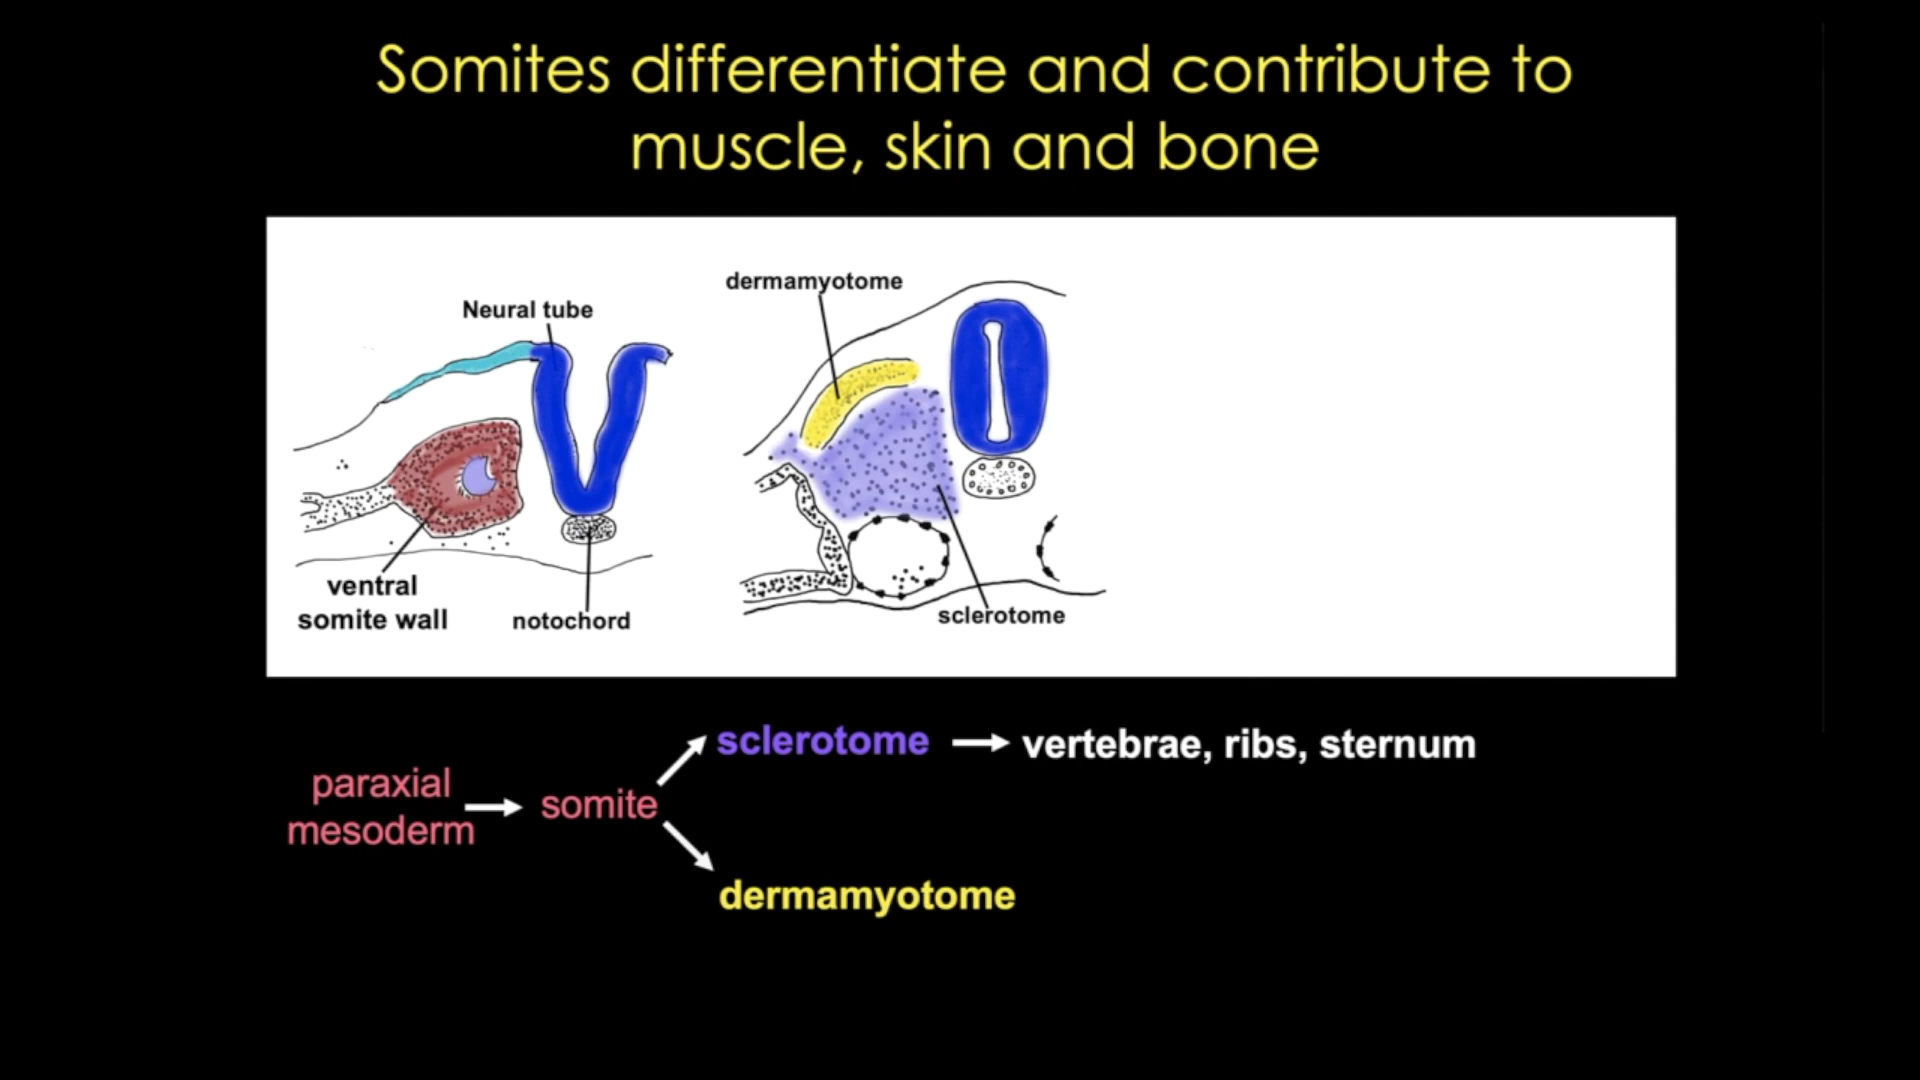 Somites differentiate and contribute to
muscle, skin and bone
dermamyotome
Neural tube
ventral
somite wall
notochord
sclerotome
sclerotome → vertebrae, ribs, sternum
paraxial
mesoderm → somite
dermamyotome